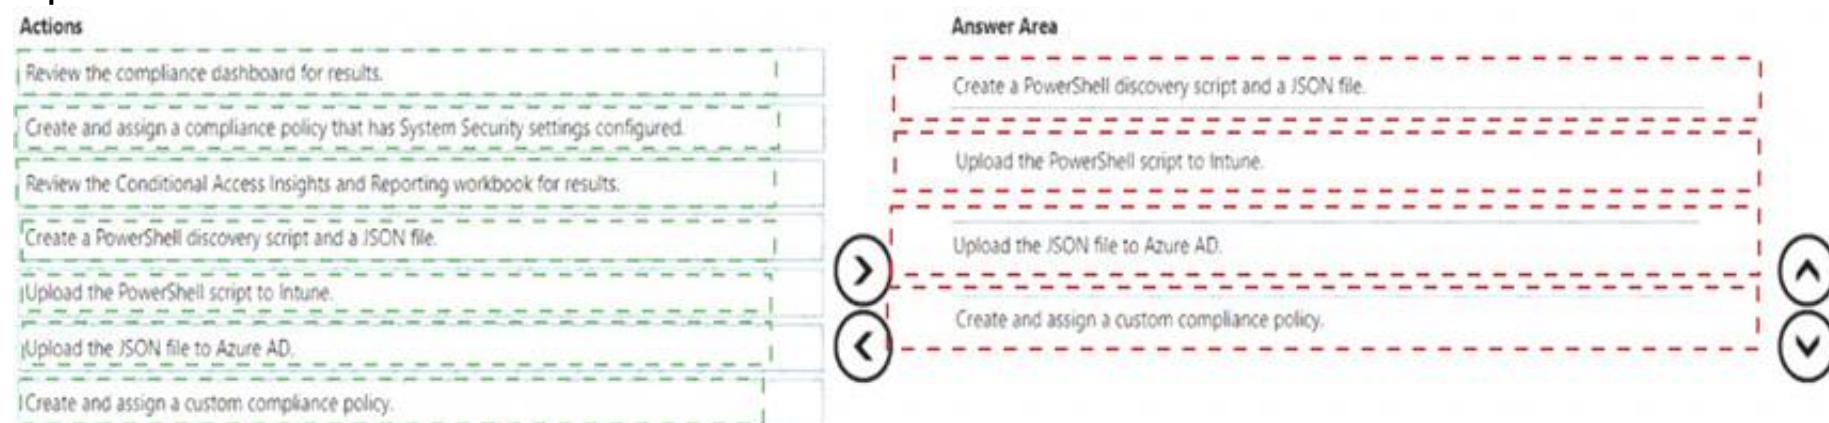 Actions
Review the compliance dashboard for results.
Create and assign a compliance policy that has System Security settings configured.
Review the Conditional Access Insights and Reporting workbook for results.
Create a PowerShell discovery script and a JSON file.
Upload the PowerShell script to Intune.
Upload the JSON file to Azure AD.
Create and assign a custom compliance policy.
Answer Area
Create a PowerShell discovery script and a JSON file.
Upload the PowerShell script to Intune.
Upload the JSON file to Azure AD.
Create and assign a custom compliance policy.